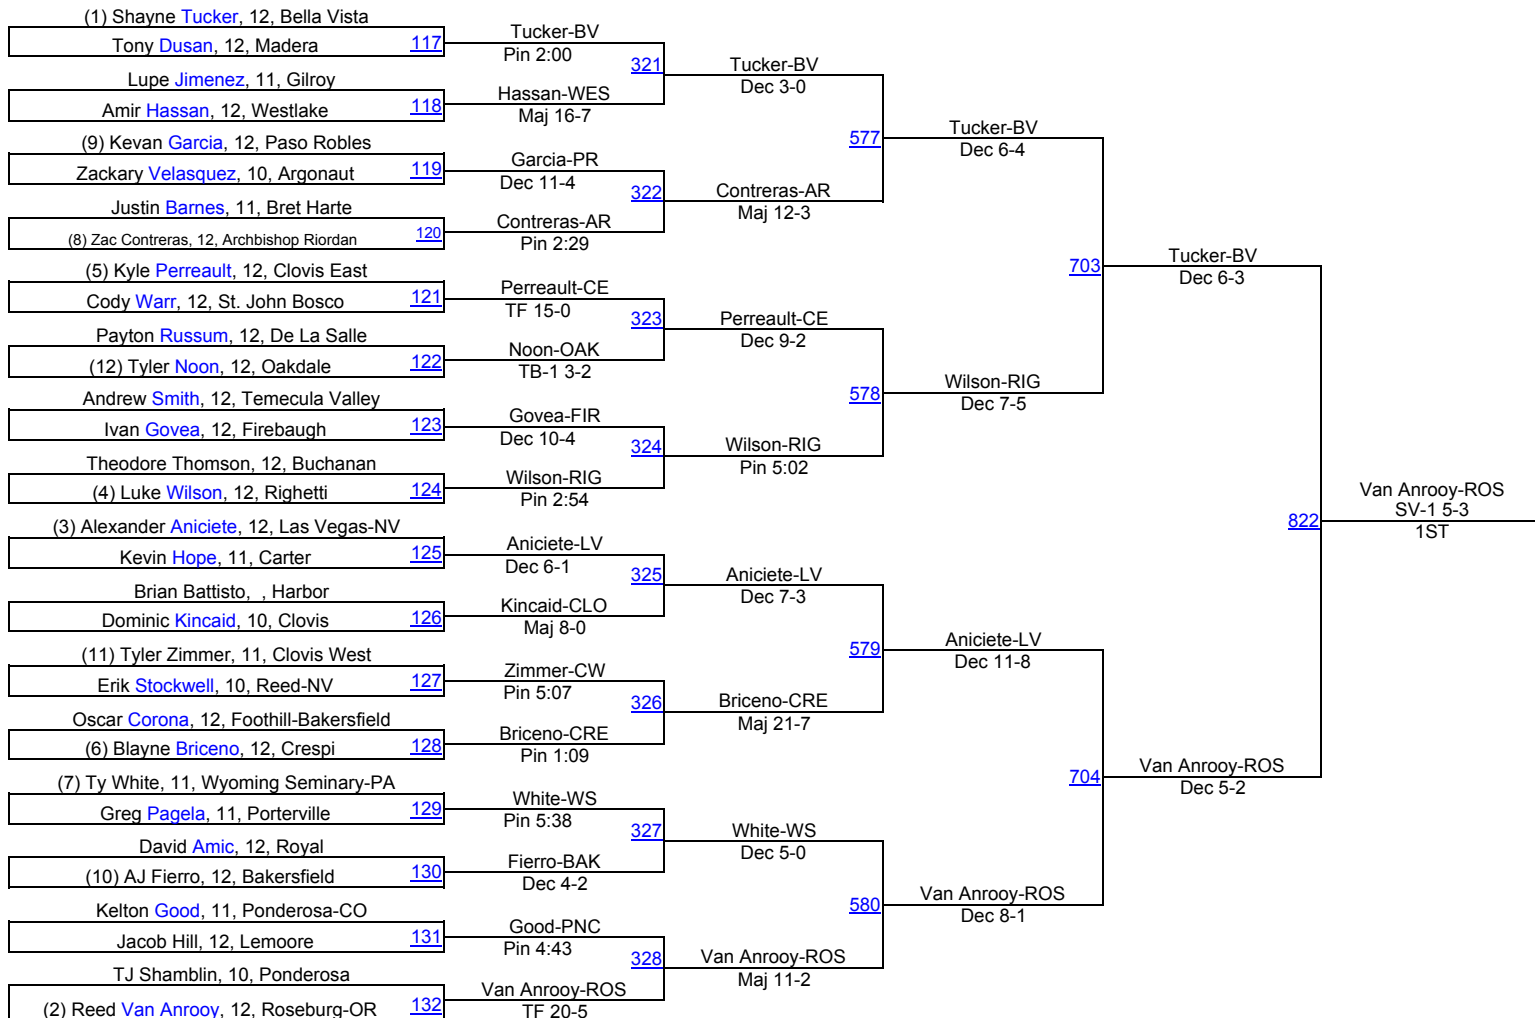 (1) Shayne Tucker, 12, Bella Vista
Tony Dusan, 12, Madera
117
Lupe Jimenez, 11, Gilroy
Amir Hassan, 12, Westlake
118
(9) Kevan Garcia, 12, Paso Robles
Zackary Velasquez, 10, Argonaut
119
Justin Barnes, 11, Bret Harte
(8) Zac Contreras, 12, Archbishop Riordan
120
(5) Kyle Perreault, 12, Clovis East
Cody Warr, 12, St. John Bosco
121
Payton Russum, 12, De La Salle
(12) Tyler Noon, 12, Oakdale
122
Andrew Smith, 12, Temecula Valley
Ivan Govea, 12, Firebaugh
123
Theodore Thomson, 12, Buchanan
(4) Luke Wilson, 12, Righetti
124
(3) Alexander Aniciete, 12, Las Vegas-NV
Kevin Hope, 11, Carter
125
Brian Battisto, , Harbor
Dominic Kincaid, 10, Clovis
126
(11) Tyler Zimmer, 11, Clovis West
Erik Stockwell, 10, Reed-NV
127
Oscar Corona, 12, Foothill-Bakersfield
(6) Blayne Briceno, 12, Crespi
128
(7) Ty White, 11, Wyoming Seminary-PA
Greg Pagela, 11, Porterville
129
David Amic, 12, Royal
(10) AJ Fierro, 12, Bakersfield
130
Kelton Good, 11, Ponderosa-CO
Jacob Hill, 12, Lemoore
131
TJ Shamblin, 10, Ponderosa
(2) Reed Van Anrooy, 12, Roseburg-OR
132
Tucker-BV
Pin 2:00
321
Hassan-WES
Maj 16-7
Garcia-PR
Dec 11-4
322
Contreras-AR
Pin 2:29
Perreault-CE
TF 15-0
323
Noon-OAK
TB-1 3-2
Govea-FIR
Dec 10-4
324
Wilson-RIG
Pin 2:54
Aniciete-LV
Dec 6-1
325
Kincaid-CLO
Maj 8-0
Zimmer-CW
Pin 5:07
326
Briceno-CRE
Pin 1:09
White-WS
Pin 5:38
327
Fierro-BAK
Dec 4-2
Good-PNC
Pin 4:43
328
Van Anrooy-ROS
TF 20-5
Tucker-BV
Dec 3-0
577
Contreras-AR
Maj 12-3
Perreault-CE
Dec 9-2
578
Wilson-RIG
Pin 5:02
Aniciete-LV
Dec 7-3
579
Briceno-CRE
Maj 21-7
White-WS
Dec 5-0
580
Van Anrooy-ROS
Maj 11-2
Tucker-BV
Dec 6-4
703
Wilson-RIG
Dec 7-5
Aniciete-LV
Dec 11-8
704
Van Anrooy-ROS
Dec 8-1
Tucker-BV
Dec 6-3
822
Van Anrooy-ROS
Dec 5-2
Van Anrooy-ROS
SV-1 5-3
1ST